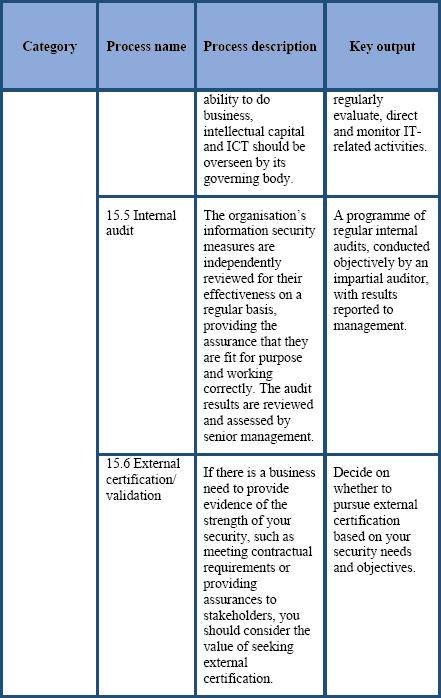 Category
Process name
Process description
Key output
ability to do
business,
intellectual capital
and ICT should be
overseen by its
governing body.
regularly
evaluate, direct
and monitor IT-
related activities.
15.5 Internal
audit
The organisation’s
information security
measures are
independently
reviewed for their
effectiveness on a
regular basis,
providing the
assurance that they
are fit for purpose
and working
correctly. The audit
results are reviewed
and assessed by
senior management.
A programme of
regular internal
audits, conducted
objectively by an
impartial auditor,
with results
reported to
management.
15.6 External
certification/
validation
If there is a business
need to provide
evidence of the
strength of your
security, such as
meeting contractual
requirements or
providing
assurances to
stakeholders, you
should consider the
value of seeking
external
certification.
Decide on
whether to
pursue external
certification
based on your
security needs
and objectives.